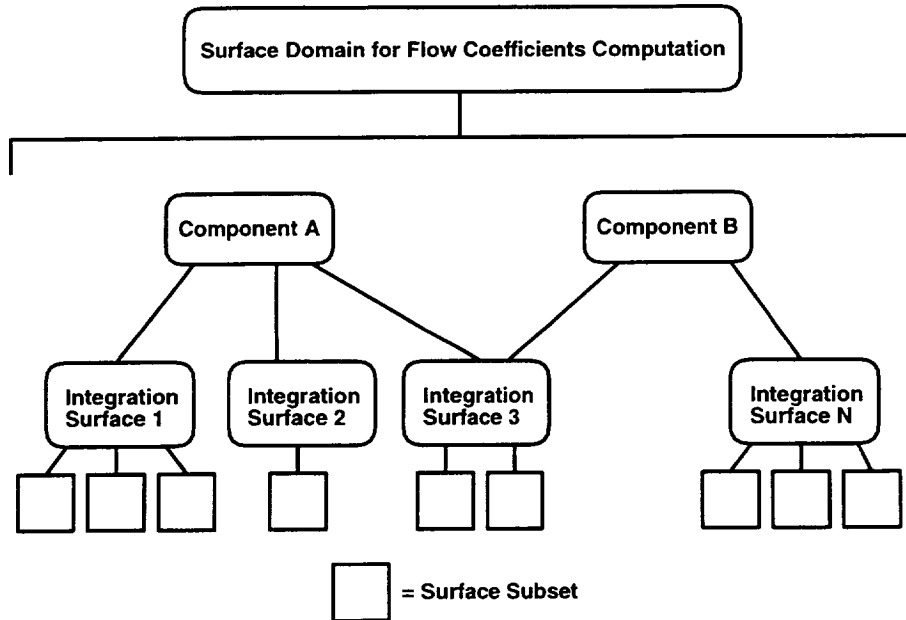 Surface Domain for Flow Coefficients Computation
Component A
Component B
Integration
Surface 1
Integration
Surface 2
Integration
Surface 3
Integration
Surface N
= Surface Subset